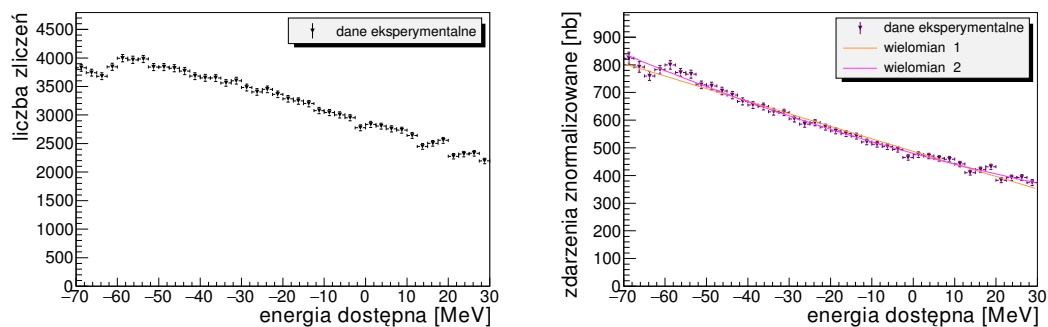 4500
4000
3500
3000
2500
2000
1500
1000
500
0
liczba zliczeń
dane eksperymentalne
−70 −60 −50 −40 −30 −20 −10 0 10 20 30
energia dostępna [MeV]
900
800
700
600
500
400
300
200
100
0
zdarzenia znormalizowane [nb]
dane eksperymentalne
wielomian 1
wielomian 2
−70 −60 −50 −40 −30 −20 −10 0 10 20 30
energia dostępna [MeV]